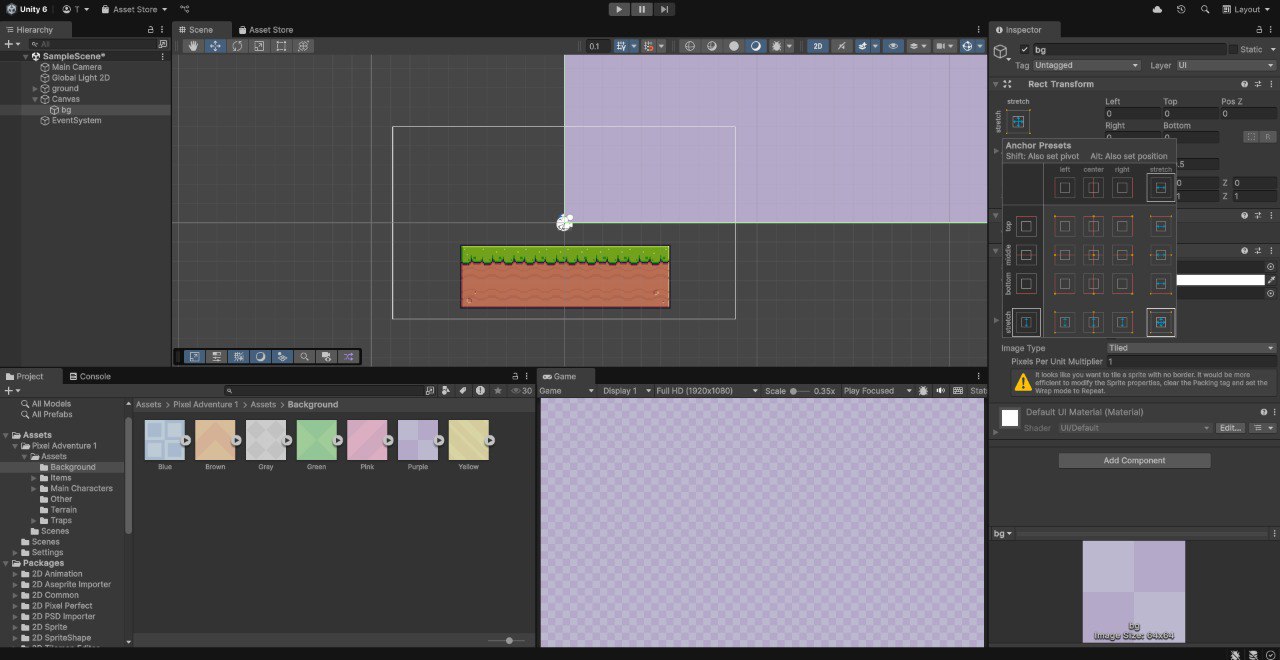 Unity 6 T Asset Store Layout
Hierarchy Scene Asset Store Inspector
All 0.1 2D bg Static
SampleScene* Tag Untagged Layer UI
Main Camera
Global Light 2D
ground
Canvas
bg
EventSystem
Rect Transform
stretch Left Top Pos Z
stretch 0 0 0
Right Bottom
R
Anchor Presets
Shift: Also set pivot Alt: Also set position
left center right stretch
0 Z 0
1 Z 1
top
middle
bottom
stretch
Image Type Tiled
Pixels Per Unit Multiplier 1
It looks like you want to tile a sprite with no border. It would be more
efficient to modify the Sprite properties, clear the Packing tag and set the
Wrap mode to Repeat.
Default UI Material (Material)
Shader UI/Default Edit...
Add Component
bg
bg
Image Size: 64x64
Project Console
30
All Models
All Prefabs
Assets
Pixel Adventure 1
Assets
Background
Items
Main Characters
Other
Terrain
Traps
Scenes
Scenes
Settings
Packages
2D Animation
2D Aseprite Importer
2D Common
2D Pixel Perfect
2D PSD Importer
2D Sprite
2D SpriteShape
Assets > Pixel Adventure 1 > Assets > Background
Blue Brown Gray Green Pink Purple Yellow
Game
Game Display 1 Full HD (1920x1080) Scale 0.35x Play Focused Stat